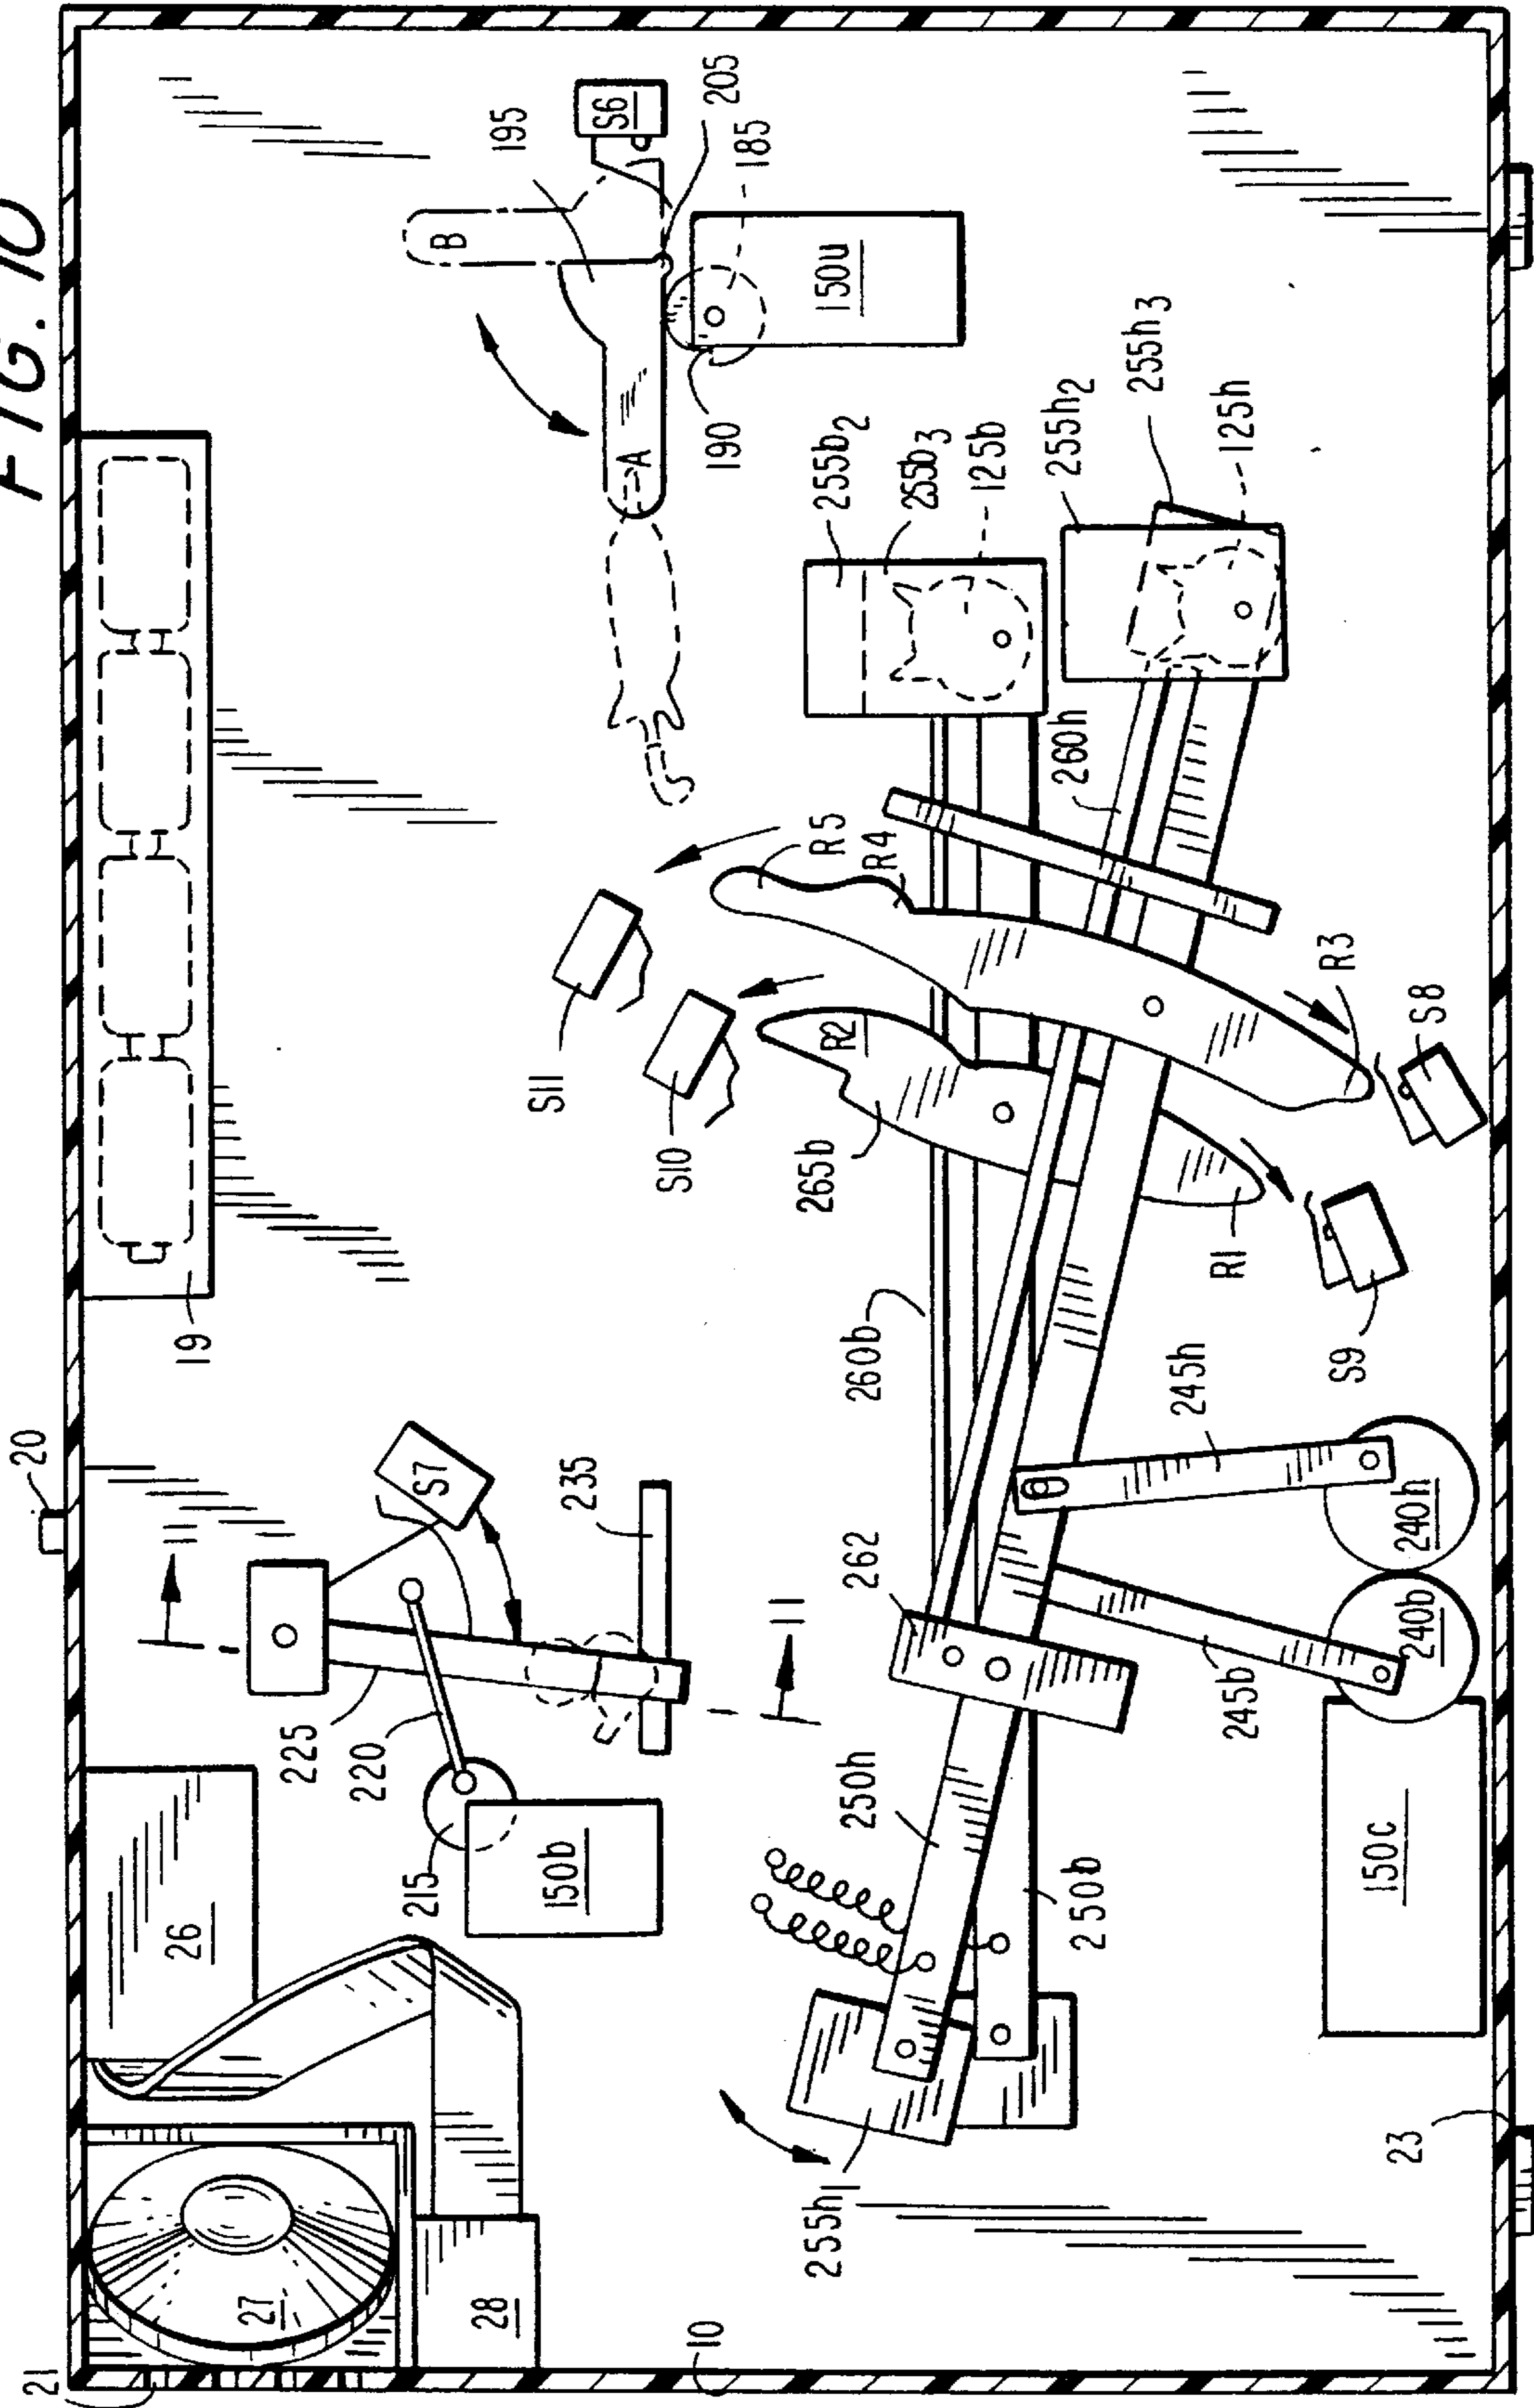 FIG. 10
21
20
19
27
28
26
10
23
II
II
225
220
215
150b
S7
235
195
S6
205
185
B
A
190
150u
S11
S10
R5
R4
R2
265b
R1
R3
S8
S9
255b2
255b3
125b
255h2
255h3
125h
260h
260b
262
245h
240h
240b
245b
150c
250h
250b
255h1